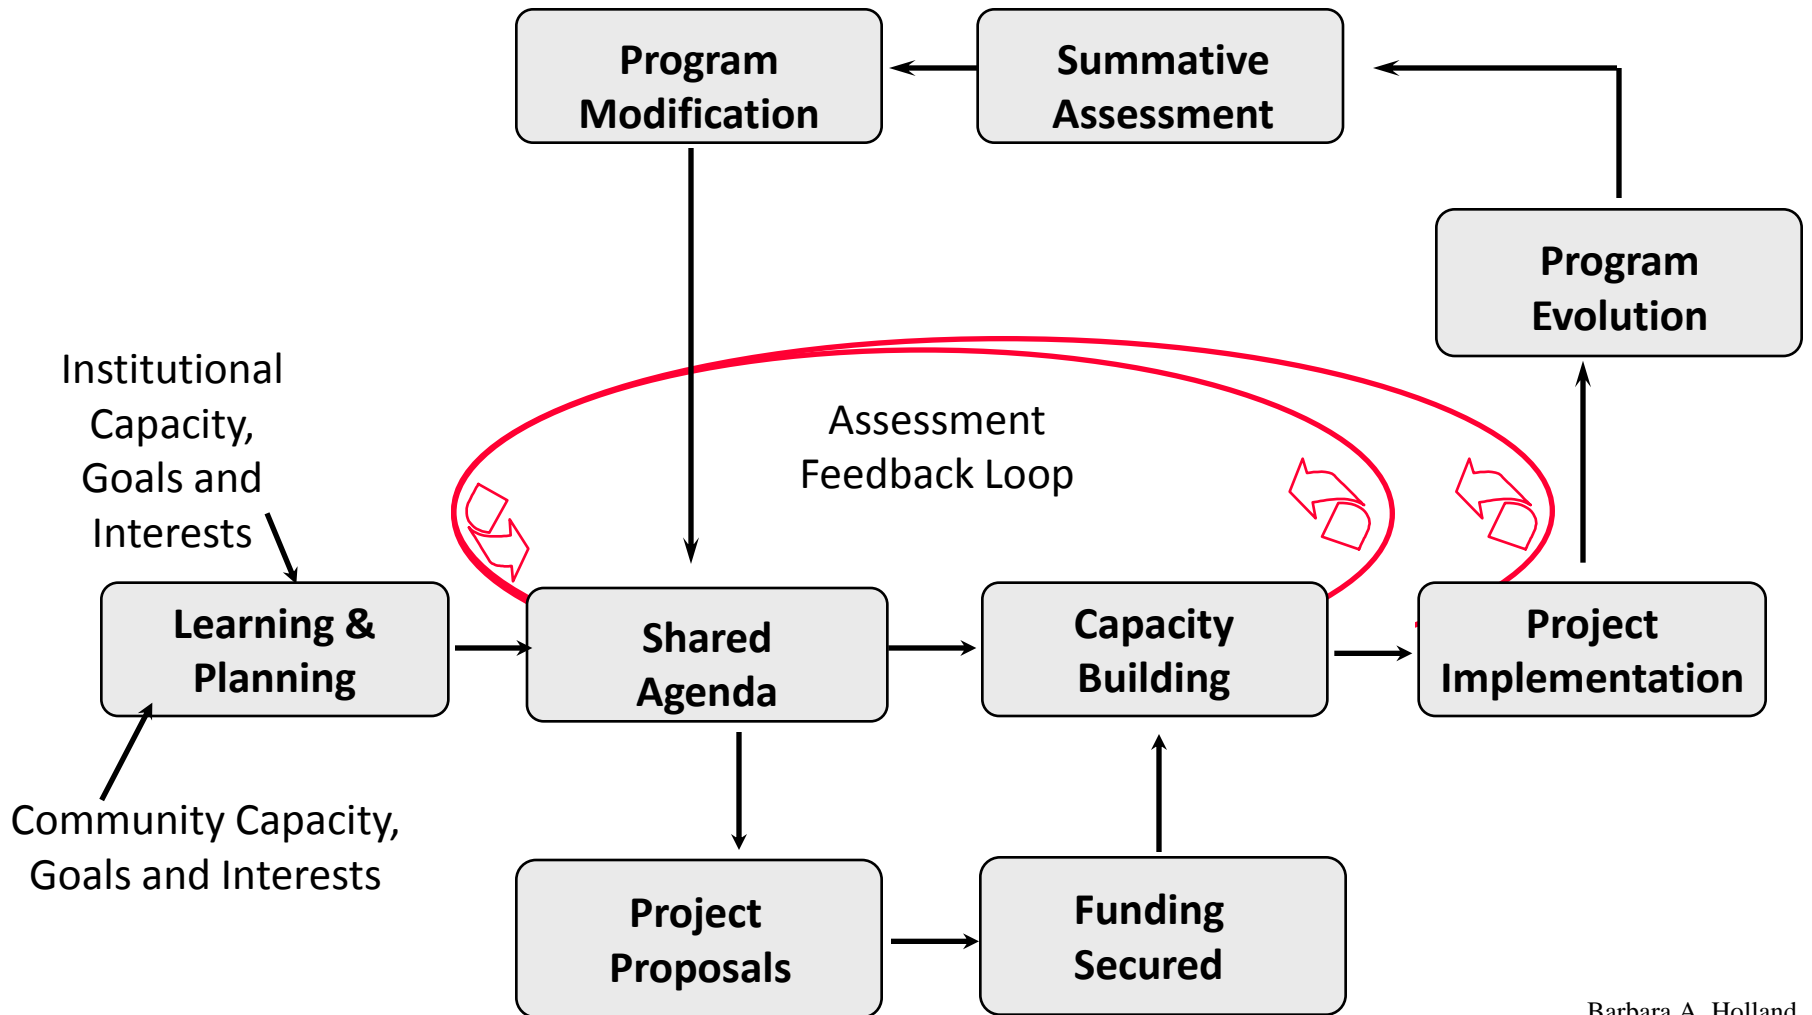 Program
Modification
Summative
Assessment
Program
Evolution
Institutional
Capacity,
Goals and
Interests
Assessment
Feedback Loop
Learning &
Planning
Shared
Agenda
Capacity
Building
Project
Implementation
Community Capacity,
Goals and Interests
Project
Proposals
Funding
Secured
Barbara A. Holland